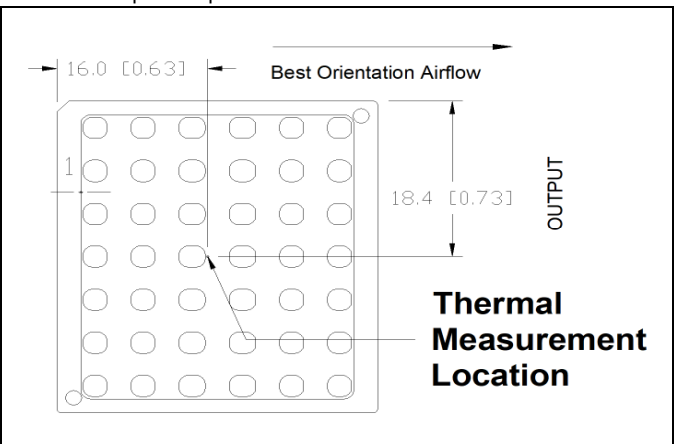 16.0 [0.63]
Best Orientation Airflow
1
18.4 [0.73]
OUTPUT
Thermal
Measurement
Location